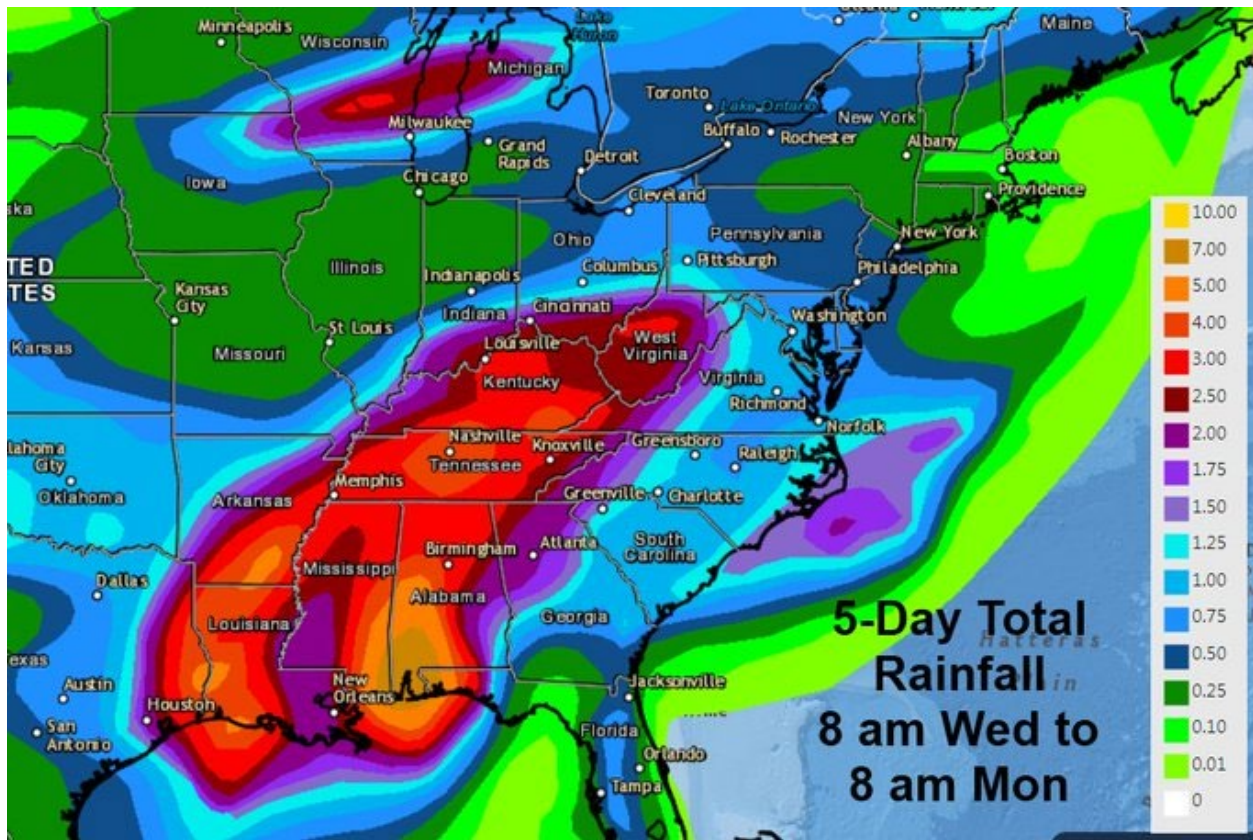 Minneapolis
Wisconsin
Lake
Huron
Michigan
Maine
Toronto
Lake Ontario
New York
Milwaukee
Grand
Rapids
Detroit
Buffalo
Rochester
Albany
Boston
Iowa
Chicago
Cleveland
Providence
ska
Ohio
Pennsylvania
New York
TED
TES
Illinois
Indianapolis
Columbus
Pittsburgh
Philadelphia
Kansas
City
Indiana
Cincinnati
Washington
St Louis
Kansas
Missouri
Louisville
West
Virginia
Kentucky
Virginia
Richmond
Norfolk
Nashville
Knoxville
Greensboro
Raleigh
lahoma
City
Tennessee
Oklahoma
Arkansas
Memphis
Greenville
Charlotte
Birmingham
Atlanta
South
Carolina
Mississippi
Dallas
Alabama
Georgia
Louisiana
exas
Austin
New
Orleans
Houston
Jacksonville
San
Antonio
Florida
Orlando
Tampa
Hatteras
Plain
5-Day Total
Rainfall
8 am Wed to
8 am Mon
10.00
7.00
5.00
4.00
3.00
2.50
2.00
1.75
1.50
1.25
1.00
0.75
0.50
0.25
0.10
0.01
0